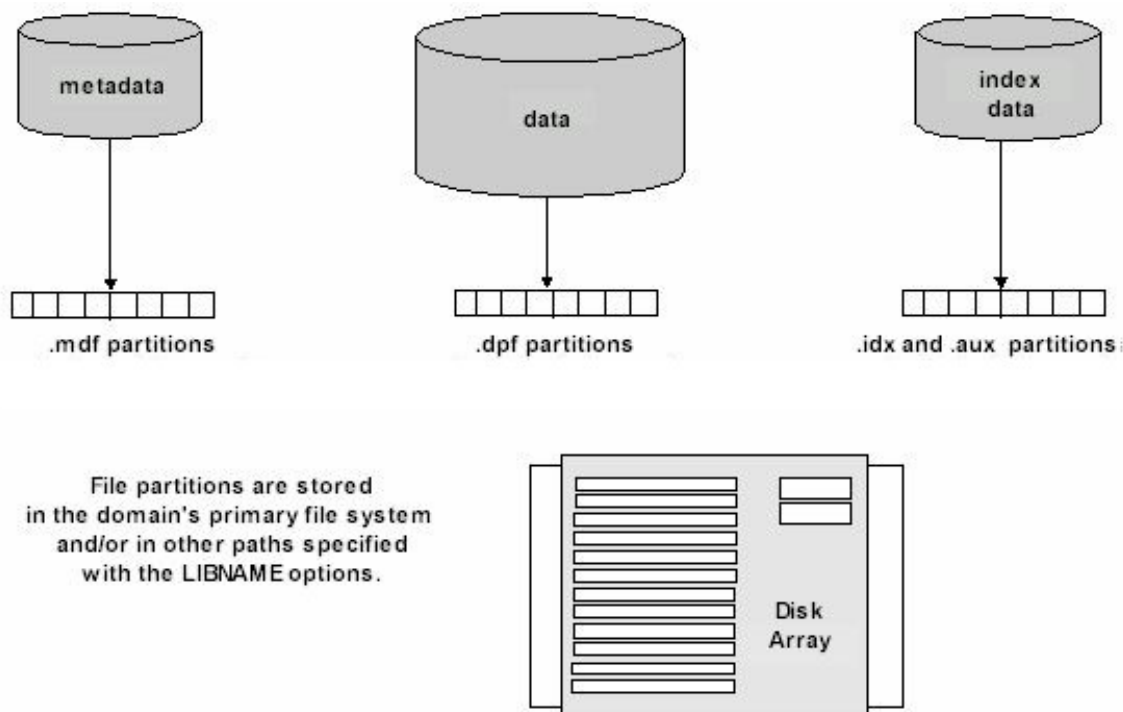 metadata
data
index
data
.mdf partitions
.dpf partitions
.idx and .aux partitions
File partitions are stored
in the domain's primary file system
and/or in other paths specified
with the LIBNAME options.
Disk
Array